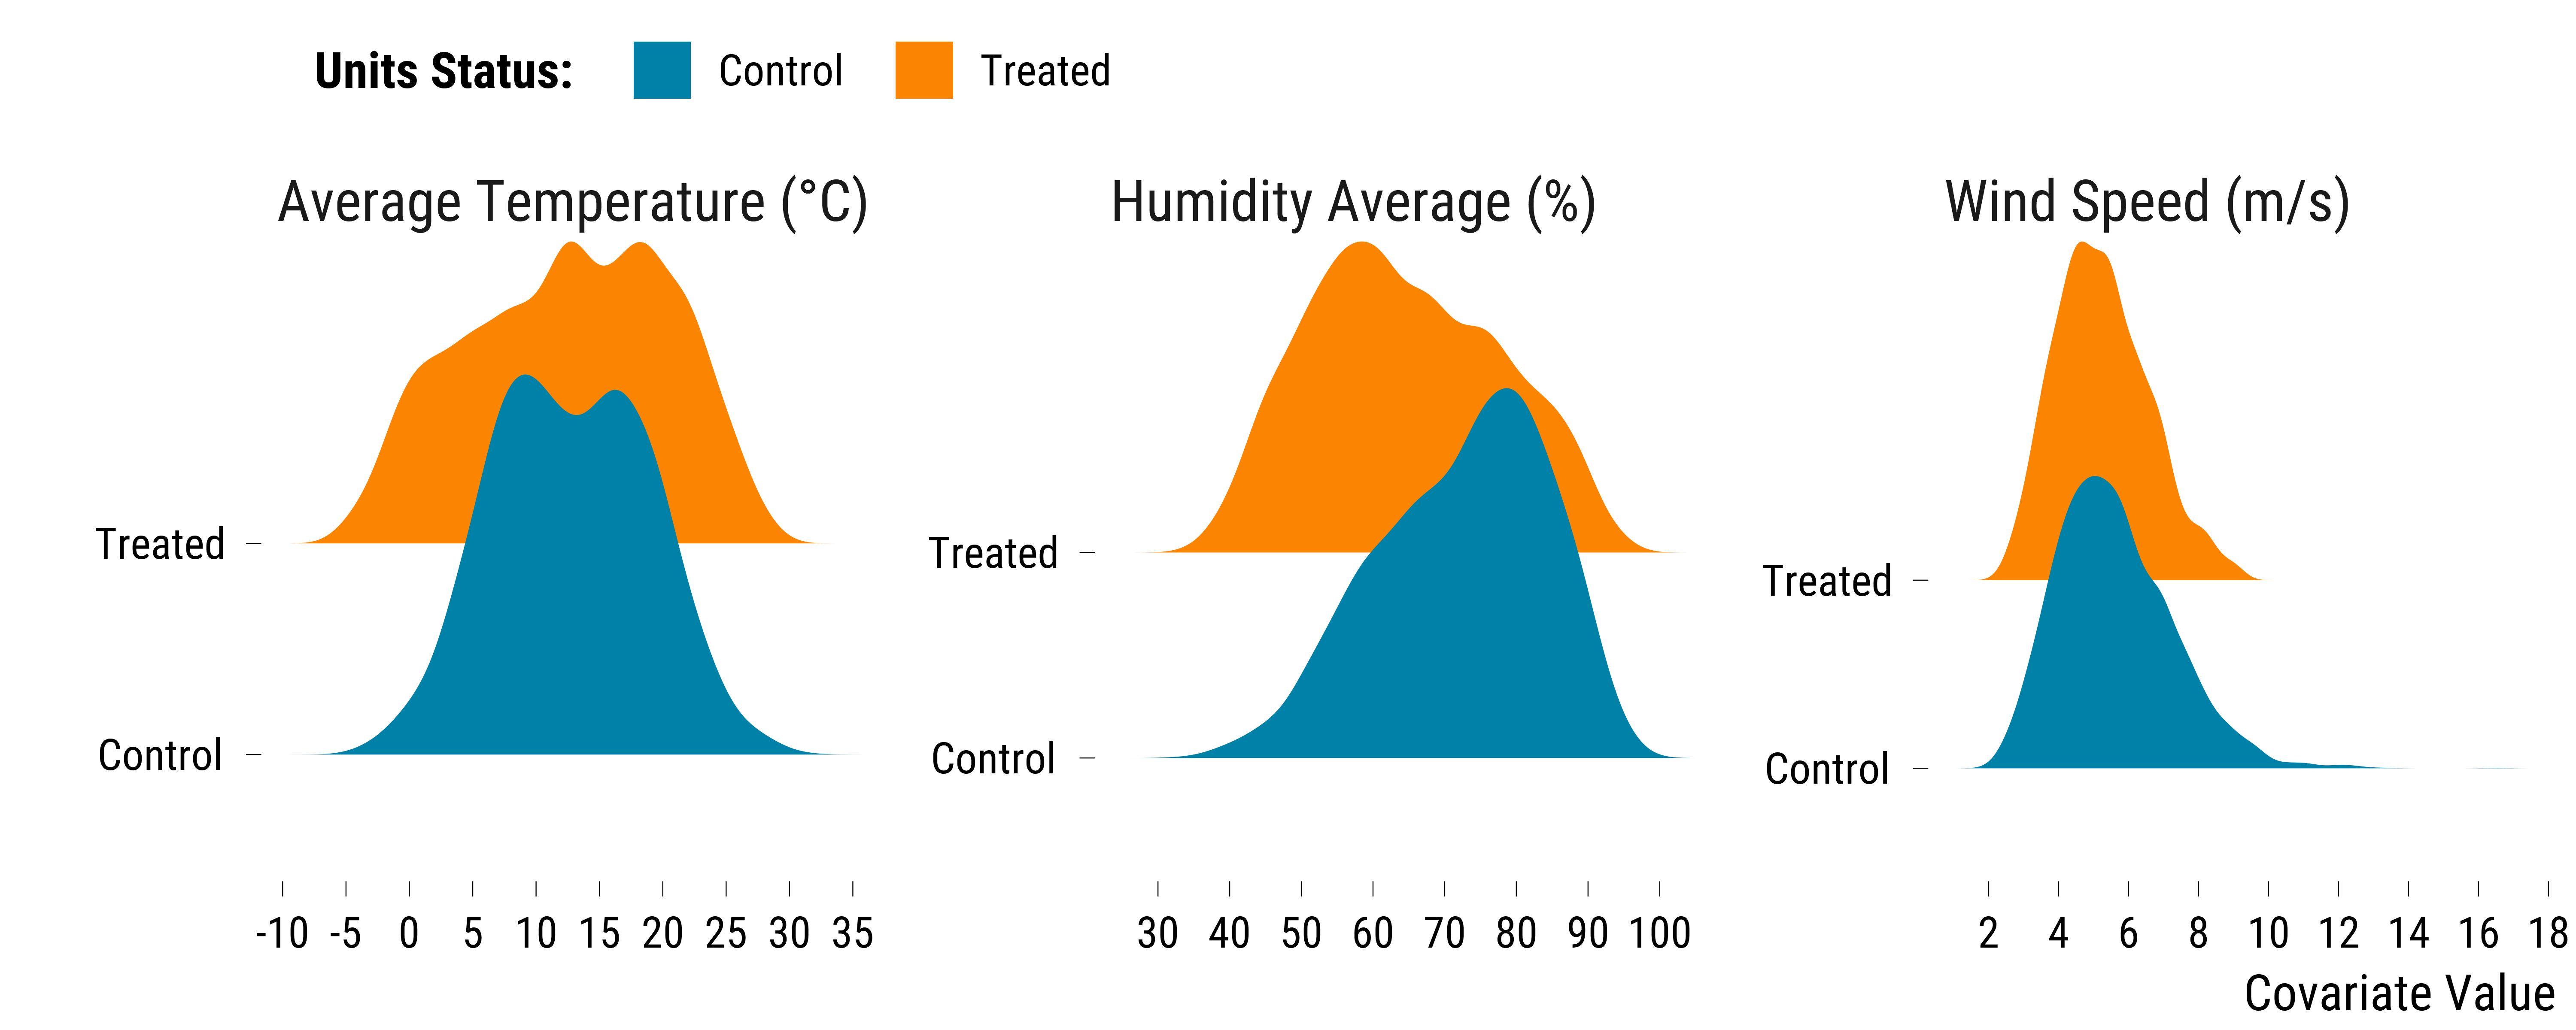 Units Status: Control Treated
Average Temperature (°C) Humidity Average (%) Wind Speed (m/s)
Treated Treated Treated
Control Control Control
-10 -5 0 5 10 15 20 25 30 35 30 40 50 60 70 80 90 100 2 4 6 8 10 12 14 16 18
Covariate Value